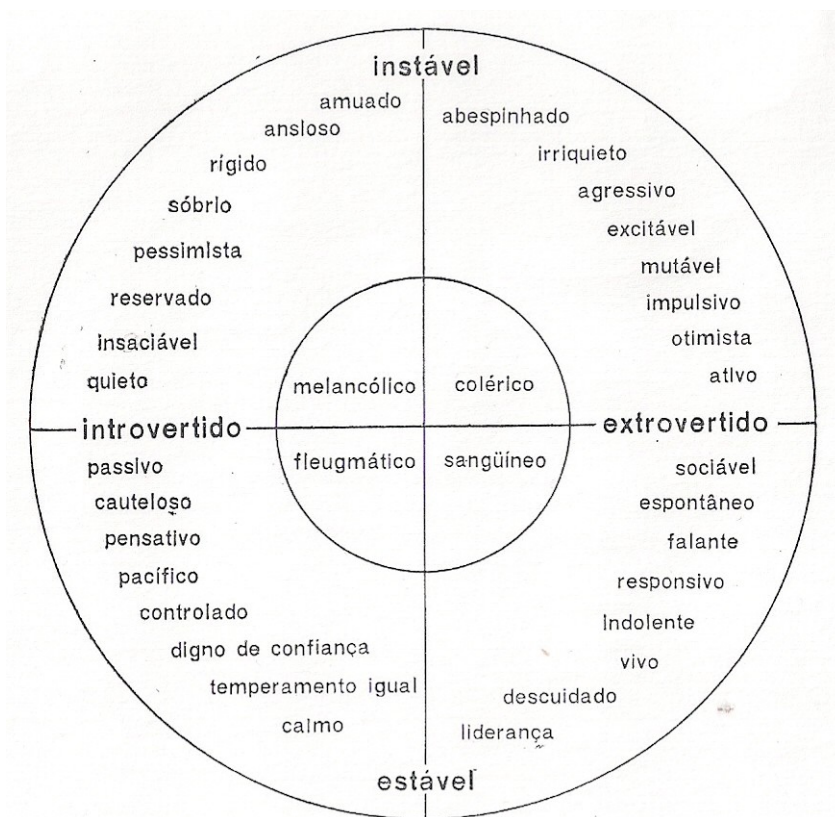 instável
amuado
ansloso
rígido
sóbrio
pessimista
reservado
insaciável
quieto
abespinhado
irriquieto
agressivo
excitável
mutável
impulsivo
otimista
ativo
melancólico
colérico
introvertido
extrovertido
fleugmático
sangüíneo
passivo
cauteloso
pensativo
pacífico
controlado
digno de confiança
temperamento igual
calmo
sociável
espontâneo
falante
responsivo
indolente
vivo
descuidado
liderança
estável